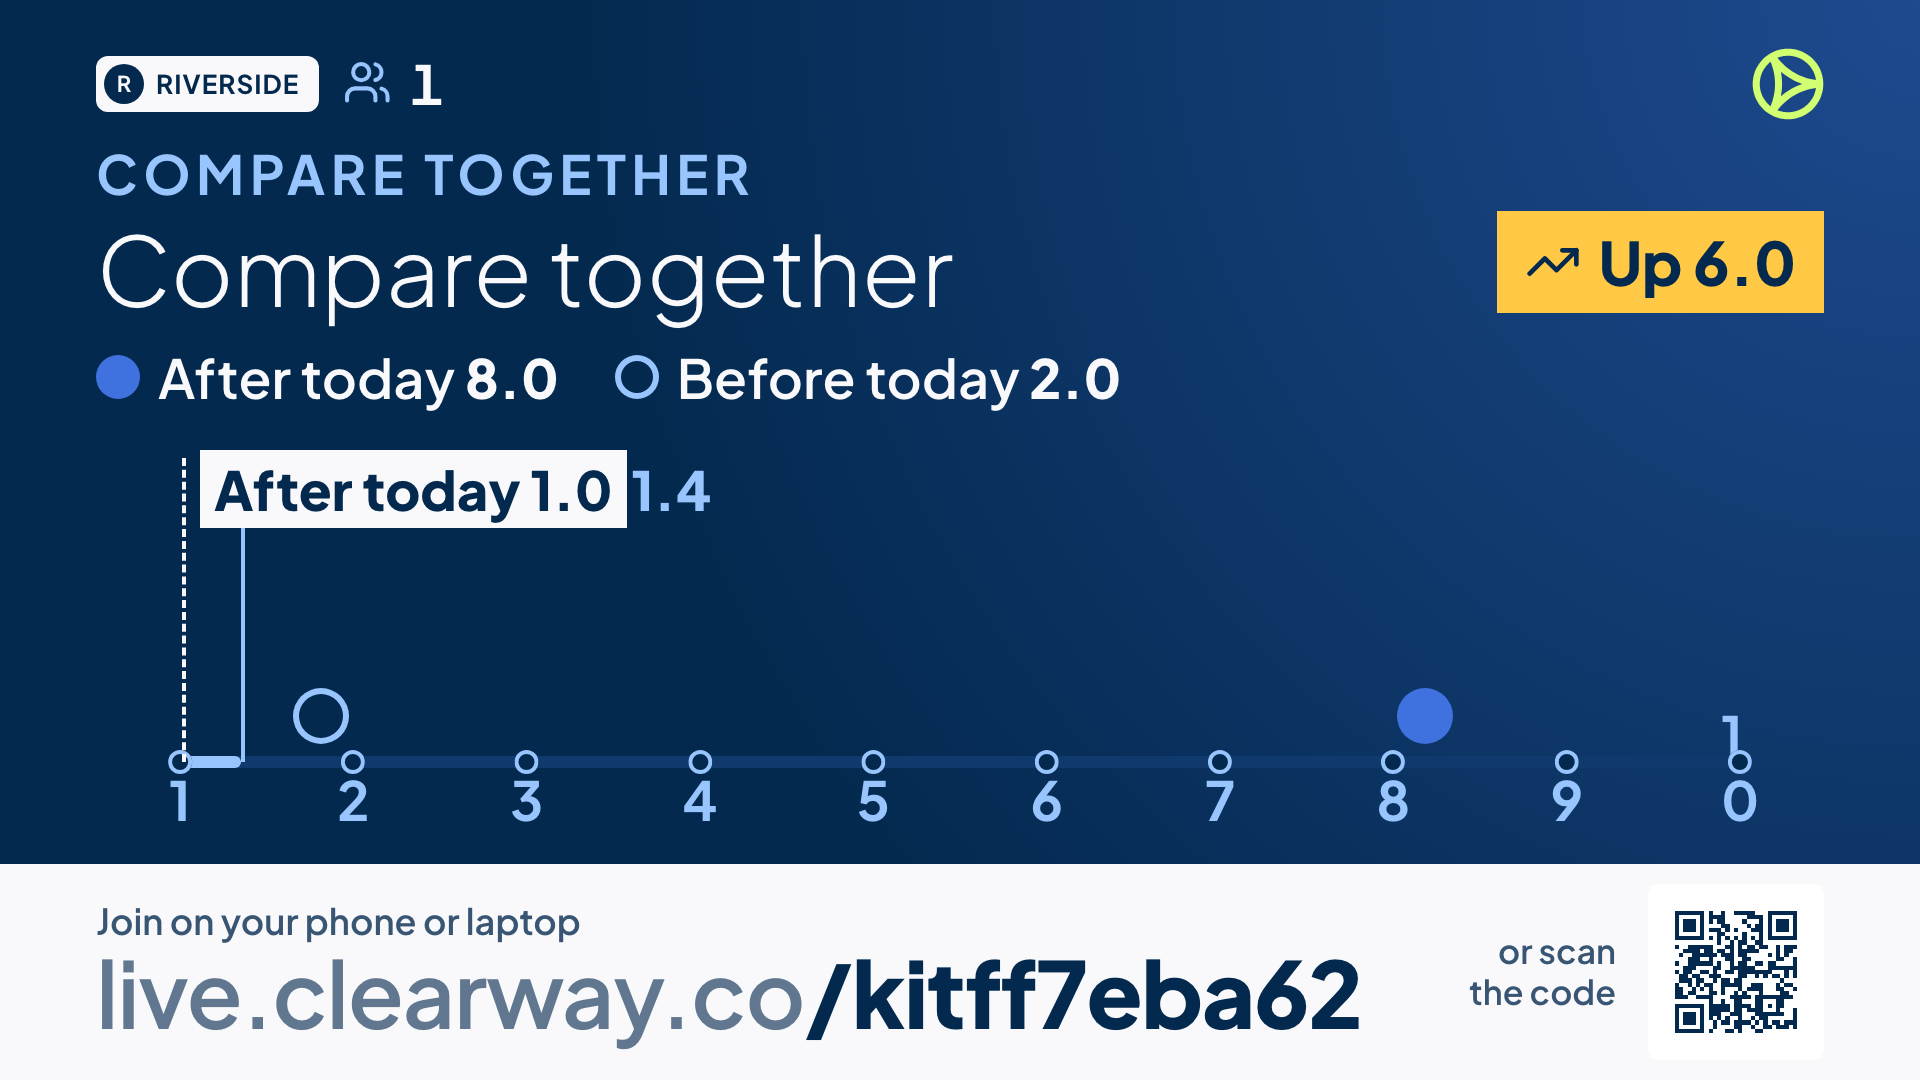 R RIVERSIDE 1
COMPARE TOGETHER
Compare together
Up 6.0
After today 8.0 Before today 2.0
After today 1.0 1.4
1 2 3 4 5 6 7 8 9 10
Join on your phone or laptop
live.clearway.co/kitff7eba62
or scan
the code